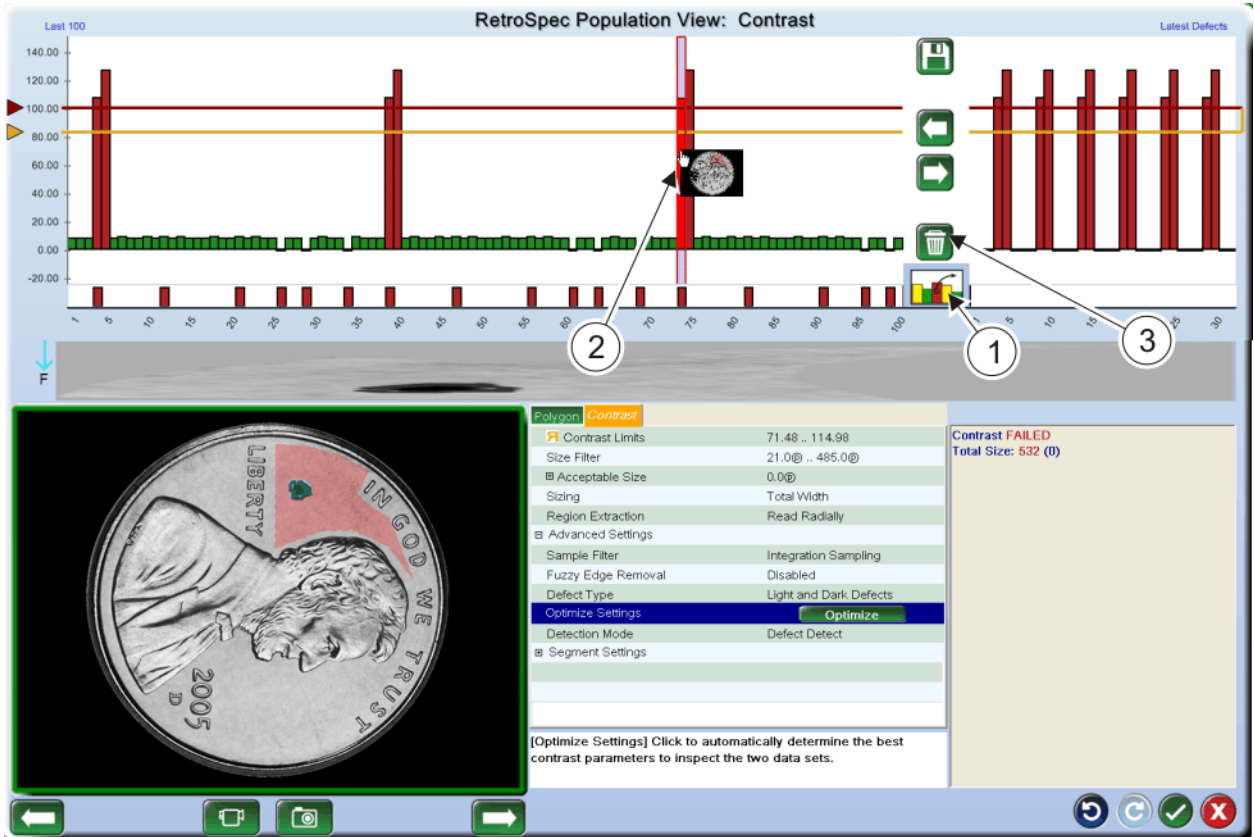 RetroSpec Population View: Contrast
Last 100
Latest Defects
140.00
120.00
100.00
80.00
60.00
40.00
20.00
0.00
-20.00
1 5 10 15 20 25 30 35 40 45 50 55 60 70 75 80 85 90 95 100
5 10 15 25 30
2
1
3
F
Polygon Contrast
Contrast Limits 71.48 .. 114.98
Size Filter 21.0ⓟ .. 485.0ⓟ
Acceptable Size 0.0ⓟ
Sizing Total Width
Region Extraction Read Radially
Advanced Settings
Sample Filter Integration Sampling
Fuzzy Edge Removal Disabled
Defect Type Light and Dark Defects
Optimize Settings Optimize
Detection Mode Defect Detect
Segment Settings
[Optimize Settings] Click to automatically determine the best
contrast parameters to inspect the two data sets.
Contrast FAILED
Total Size: 532 (0)
LIBERTY
IN GOD WE TRUST
2005
D